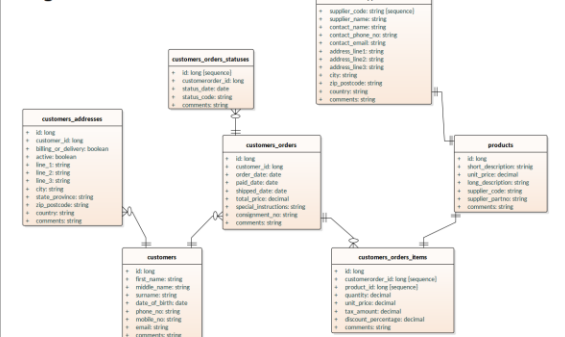 + supplier_code: string {sequence}
+ supplier_name: string
+ contact_name: string
+ contact_phone_no: string
+ contact_email: string
+ address_line1: string
+ address_line2: string
+ address_line3: string
+ city: string
+ zip_postcode: string
+ country: string
+ comments: string
customers_orders_statuses
+ id: long {sequence}
+ customerorder_id: long
+ status_date: date
+ status_code: string
+ comments: string
customers_addresses
+ id: long
+ customer_id: long
+ billing_or_delivery: boolean
+ active: boolean
+ line_1: string
+ line_2: string
+ line_3: string
+ city: string
+ state_province: string
+ zip_postcode: string
+ country: string
+ comments: string
customers_orders
+ id: long
+ customer_id: long
+ order_date: date
+ paid_date: date
+ shipped_date: date
+ total_price: decimal
+ special_instructions: string
+ consignment_no: string
+ comments: string
products
+ id: long
+ short_description: strinig
+ unit_price: decimal
+ long_description: string
+ supplier_code: string
+ supplier_partno: string
+ comments: string
customers
+ id: long
+ first_name: string
+ middle_name: string
+ surname: string
+ date_of_birth: date
+ phone_no: string
+ mobile_no: string
+ email: string
+ comments: string
customers_orders_items
+ id: long
+ customerorder_id: long {sequence}
+ product_id: long {sequence}
+ quantity: decimal
+ unit_price: decimal
+ tax_amount: decimal
+ discount_percentage: decimal
+ comments: string